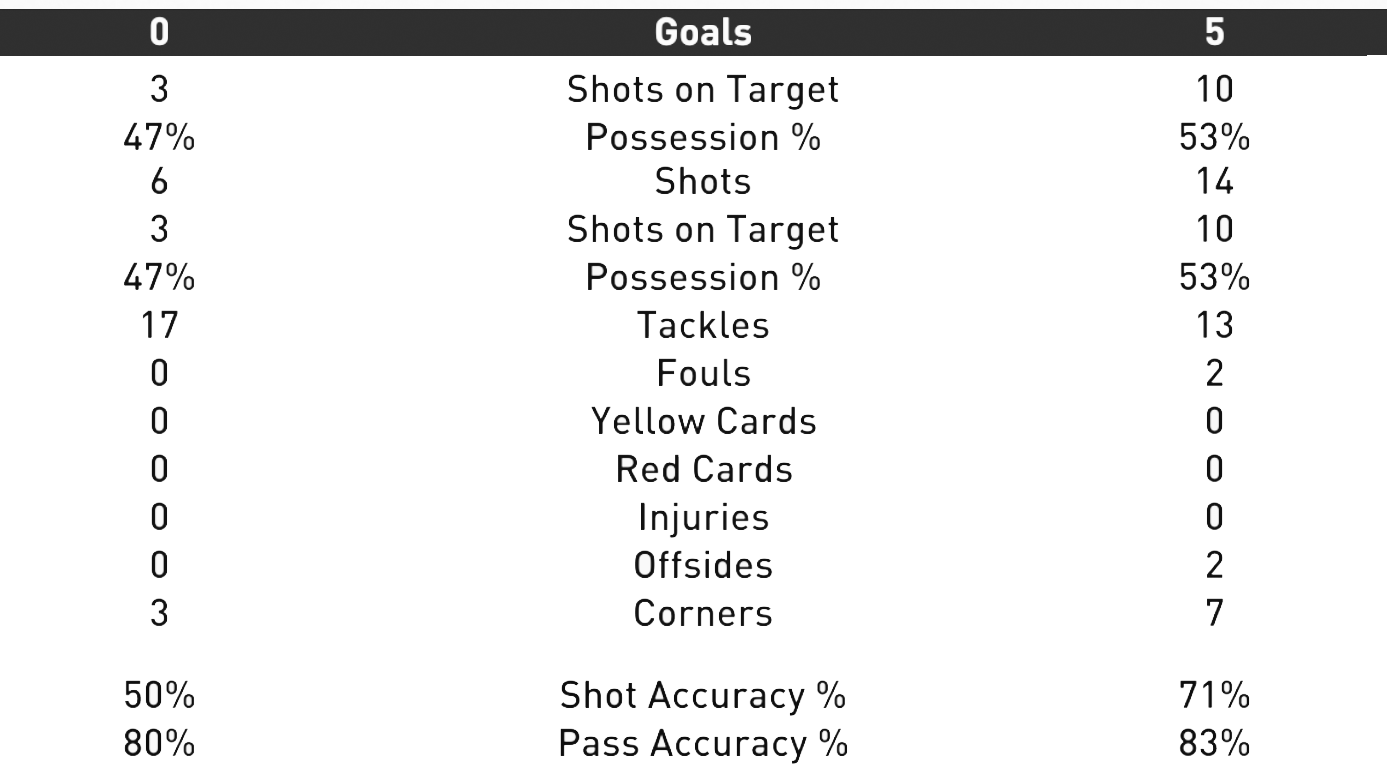 0 Goals 5
3 Shots on Target 10
47% Possession % 53%
6 Shots 14
3 Shots on Target 10
47% Possession % 53%
17 Tackles 13
0 Fouls 2
0 Yellow Cards 0
0 Red Cards 0
0 Injuries 0
0 Offsides 2
3 Corners 7
50% Shot Accuracy % 71%
80% Pass Accuracy % 83%